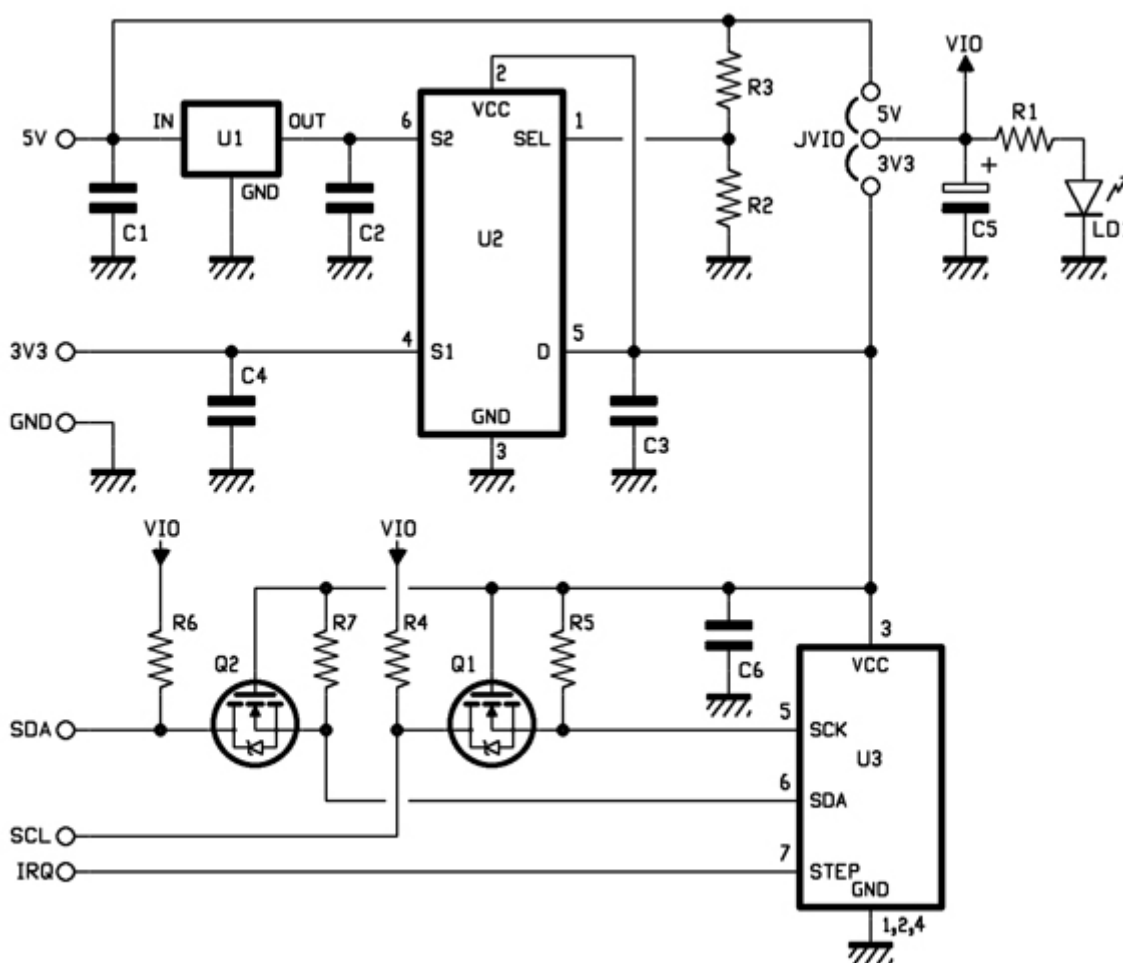 VIO
2
VCC
R3
5V
IN
U1
OUT
6
S2
SEL
1
JVIO
5V
3V3
R1
+
GND
C1
C2
U2
R2
C5
LD
3V3
4
S1
D
5
C4
GND
GND
3
C3
VIO
VIO
R6
R7
R4
R5
Q2
Q1
C6
3
VCC
SDA
5
SCK
U3
6
SDA
SCL
7
IRQ
STEP
GND
1,2,4